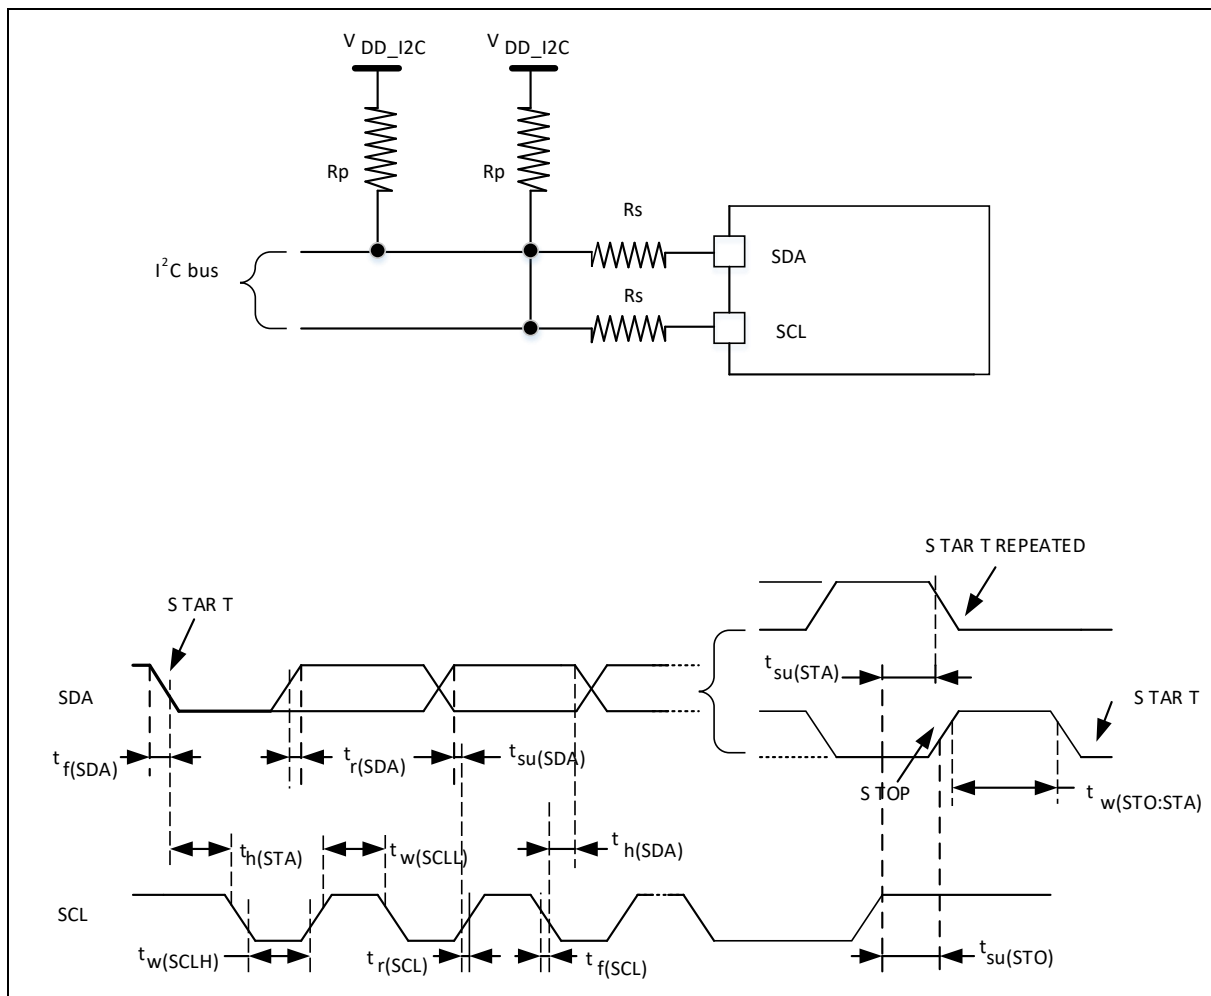 V DD_I2C
V DD_I2C
Rp
Rp
Rs
SDA
I²C bus
Rs
SCL
S TAR T REPEATED
S TAR T
t su(STA)
SDA
S TAR T
t f(SDA)
t r(SDA)
t su(SDA)
S TOP
t w(STO:STA)
t h(STA)
t w(SCLL)
t h(SDA)
SCL
t w(SCLH)
t r(SCL)
t f(SCL)
t su(STO)